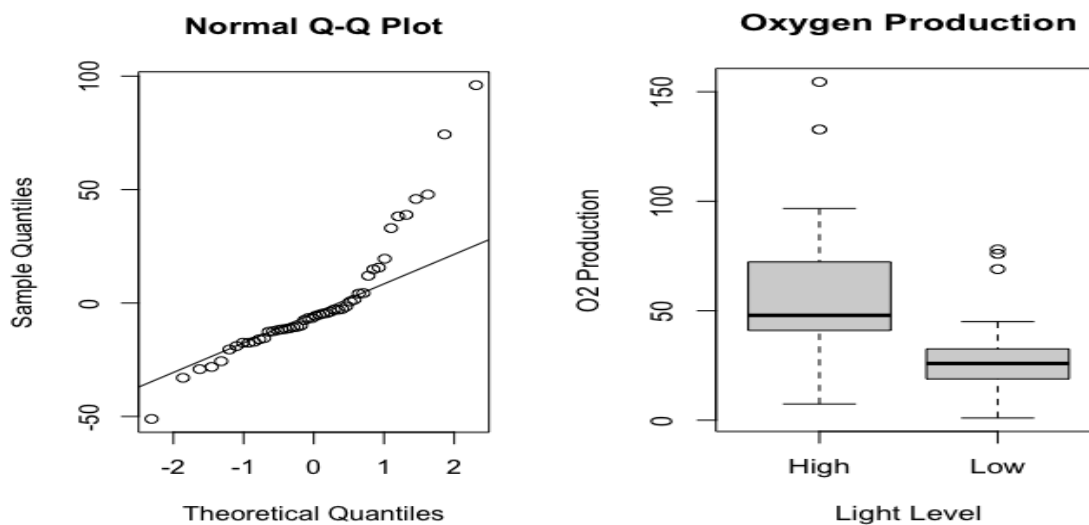 Normal Q-Q Plot
Sample Quantiles
100
50
0
-50
-2 -1 0 1 2
Theoretical Quantiles
Oxygen Production
O2 Production
150
100
50
0
High Low
Light Level